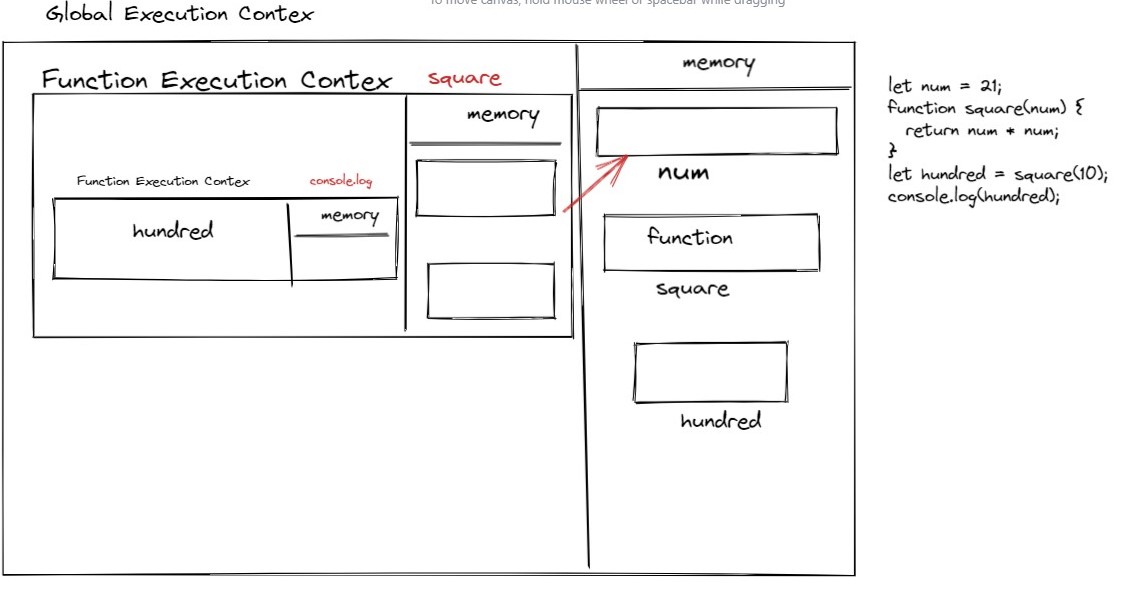 To move canvas, hold mouse wheel or spacebar while dragging
Global Execution Contex
Function Execution Contex square
memory
Function Execution Contex console.log
hundred
memory
memory
num
function
square
hundred
let num = 21;
function square(num) {
return num * num;
}
let hundred = square(10);
console.log(hundred);